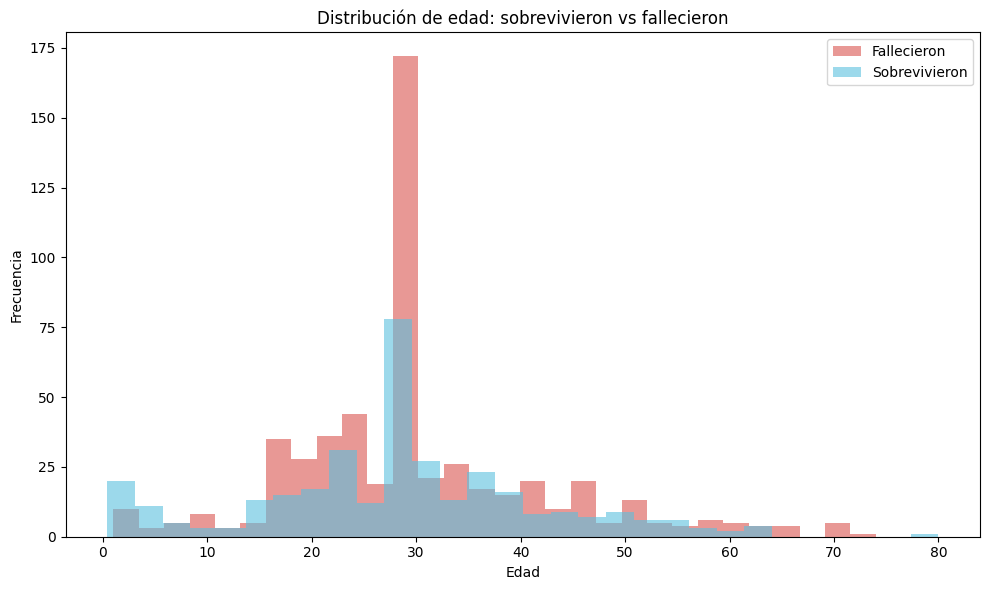 Distribución de edad: sobrevivieron vs fallecieron
Fallecieron
Sobrevivieron
Frecuencia
175
150
125
100
75
50
25
0
0 10 20 30 40 50 60 70 80
Edad